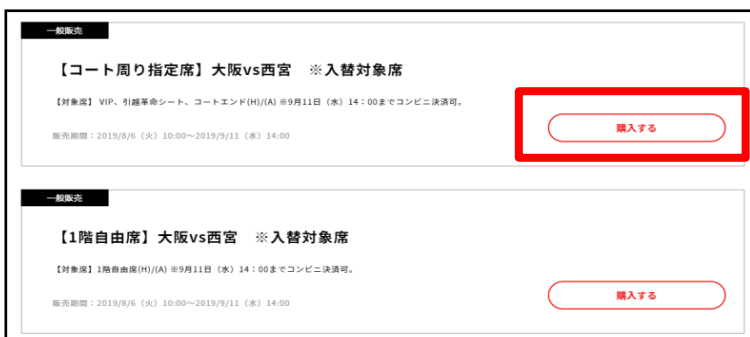 一般販売
【コート周り指定席】大阪vs西宮　※入替対象席
【対象席】 VIP、引越革命シート、コートエンド(H)/(A) ※9月11日（水）14：00までコンビニ決済可。
販売期間：2019/8/6（火）10:00～2019/9/11（水）14:00
購入する
一般販売
【1階自由席】大阪vs西宮　※入替対象席
【対象席】1階自由席(H)/(A) ※9月11日（水）14：00までコンビニ決済可。
販売期間：2019/8/6（火）10:00～2019/9/11（水）14:00
購入する